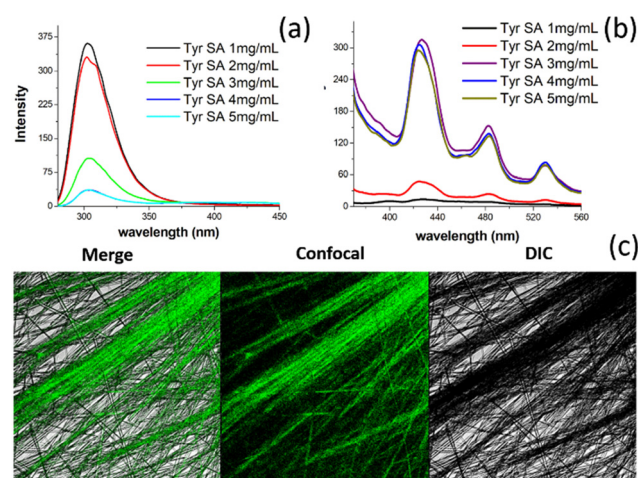 (a)
Tyr SA 1mg/mL
Tyr SA 2mg/mL
Tyr SA 3mg/mL
Tyr SA 4mg/mL
Tyr SA 5mg/mL
375
300
225
150
75
0
Intensity
300 350 400 450
wavelength (nm)
(b)
Tyr SA 1mg/mL
Tyr SA 2mg/mL
Tyr SA 3mg/mL
Tyr SA 4mg/mL
Tyr SA 5mg/mL
360
300
240
180
120
60
0
400 440 480 520 560
wavelength (nm)
(c)
Merge Confocal DIC